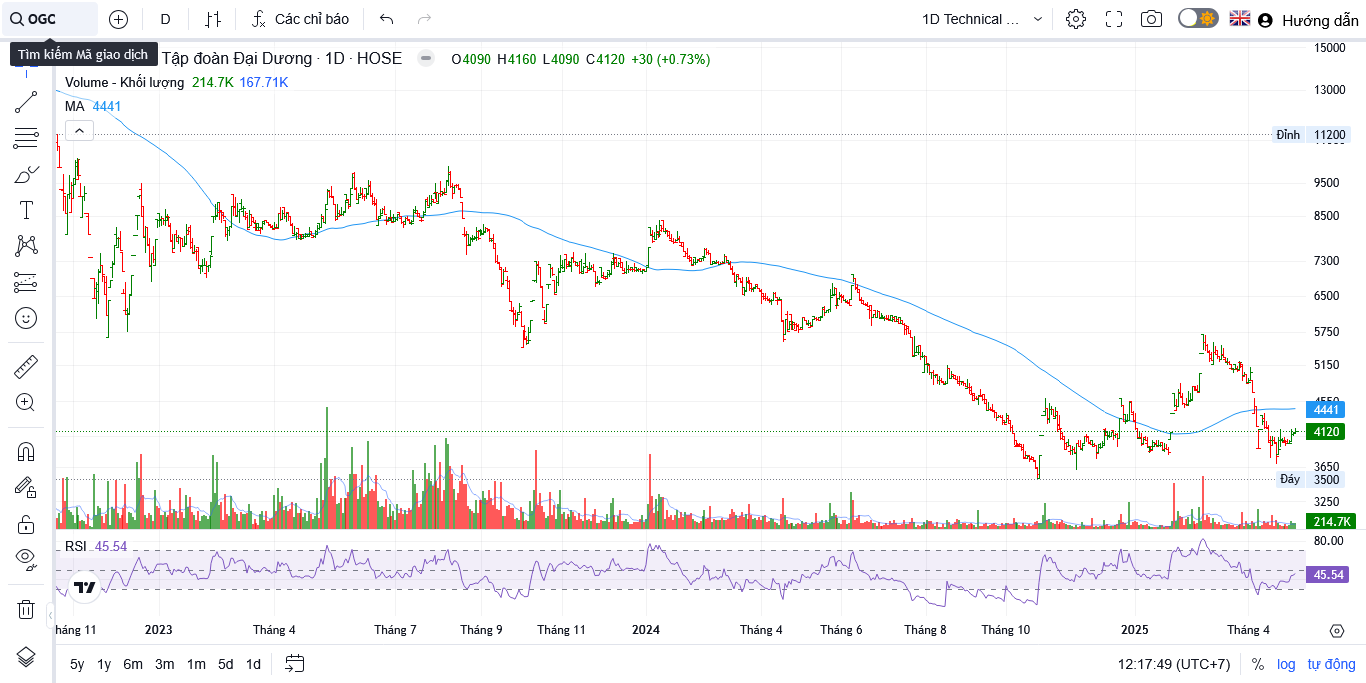 OGC
D
Các chỉ báo
1D Technical ...
Hướng dẫn
Tìm kiếm Mã giao dịch
Tập đoàn Đại Dương · 1D · HOSE
O4090 H4160 L4090 C4120 +30 (+0.73%)
Volume - Khối lượng 214.7K 167.71K
MA 4441
15000
13000
Đỉnh 11200
9500
8500
7300
6500
5750
5150
4441
4120
3650
Đáy 3500
3250
214.7K
RSI 45.54
80.00
45.54
háng 11
2023
Tháng 4
Tháng 7
Tháng 9
Tháng 11
2024
Tháng 4
Tháng 6
Tháng 8
Tháng 10
2025
Tháng 4
5y 1y 6m 3m 1m 5d 1d
12:17:49 (UTC+7)
% log tự động